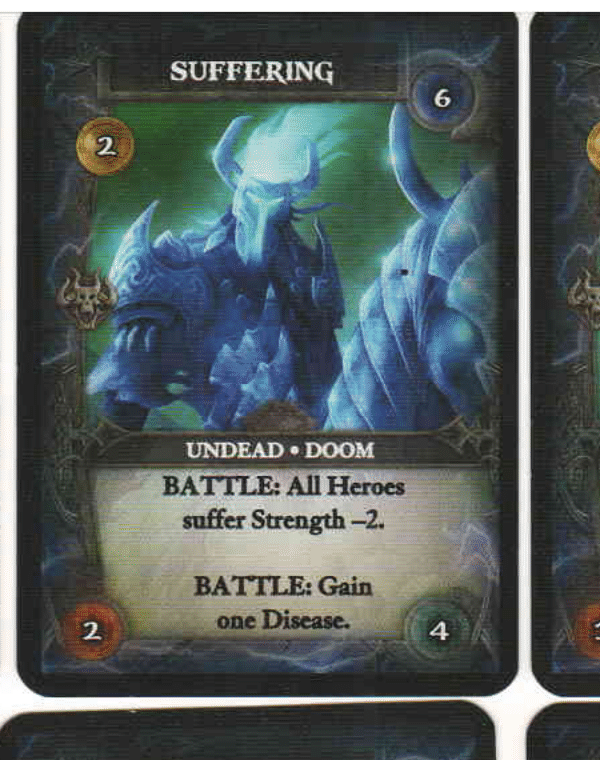 SUFFERING
6
2
UNDEAD • DOOM
BATTLE: All Heroes
suffer Strength –2.
BATTLE: Gain
one Disease.
2
4